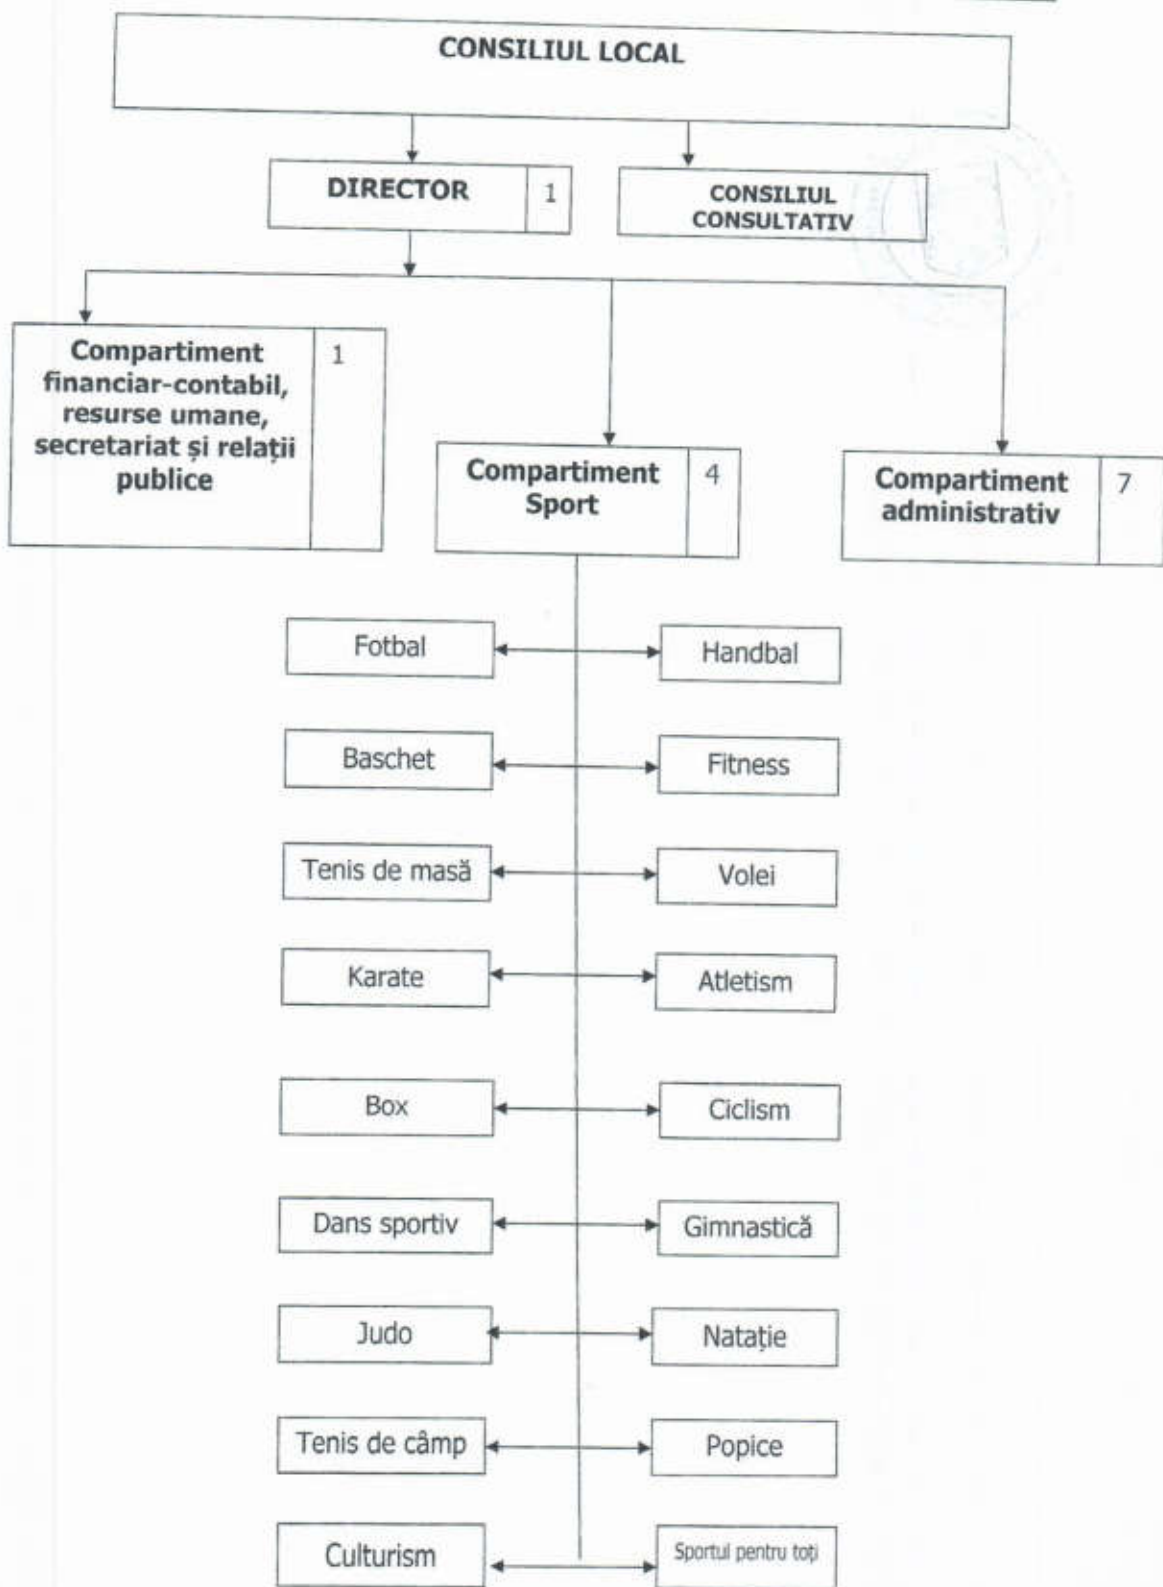 CONSILIUL LOCAL
DIRECTOR 1
CONSILIUL
CONSULTATIV
Compartiment 1
financiar-contabil,
resurse umane,
secretariat și relații
publice
Compartiment 4
Sport
Compartiment 7
administrativ
Fotbal
Handbal
Baschet
Fitness
Tenis de masă
Volei
Karate
Atletism
Box
Ciclism
Dans sportiv
Gimnastică
Judo
Natație
Tenis de câmp
Popice
Culturism
Sportul pentru toți